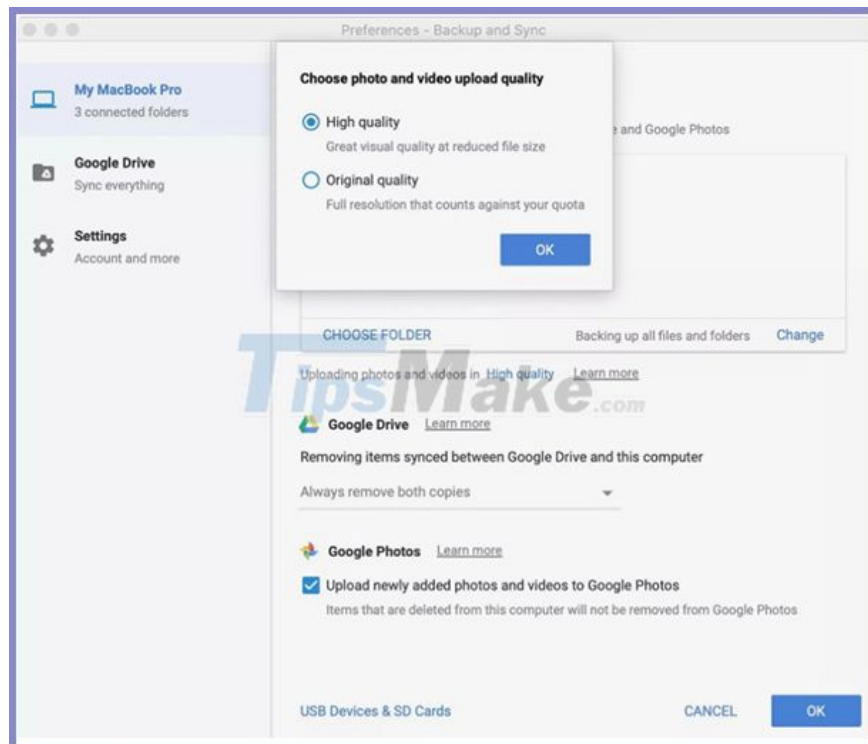 Preferences - Backup and Sync
My MacBook Pro
3 connected folders
Google Drive
Sync everything
Settings
Account and more
Choose photo and video upload quality
High quality
Great visual quality at reduced file size
Original quality
Full resolution that counts against your quota
OK
and Google Photos
CHOOSE FOLDER Backing up all files and folders Change
Uploading photos and videos in High quality Learn more
TipsMake.com
Google Drive Learn more
Removing items synced between Google Drive and this computer
Always remove both copies
Google Photos Learn more
Upload newly added photos and videos to Google Photos
Items that are deleted from this computer will not be removed from Google Photos
USB Devices & SD Cards CANCEL OK